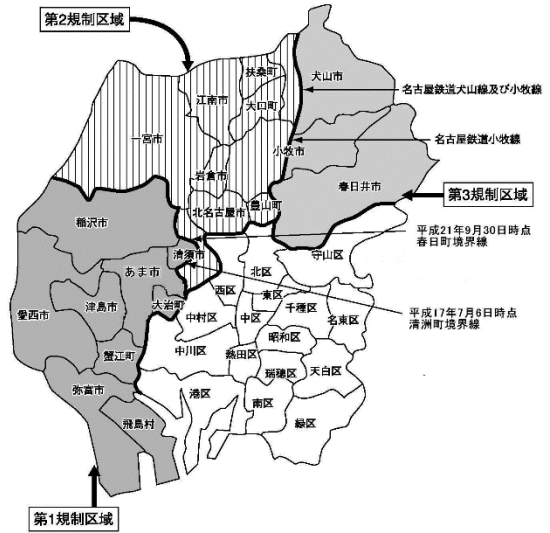 第2規制区域
扶桑町
犬山市
江南市
大口町
名古屋鉄道犬山線及び小牧線
一宮市
名古屋鉄道小牧線
小牧市
岩倉市
春日井市
第3規制区域
北名古屋市
豊山町
稲沢市
平成21年9月30日時点
春日町境界線
清須市
守山区
あま市
北区
西区
東区
愛西市
津島市
大治町
中村区
中区
千種区
名東区
平成17年7月6日時点
清洲町境界線
昭和区
蟹江町
中川区
熱田区
瑞穂区
天白区
弥富市
港区
南区
緑区
飛島村
第1規制区域